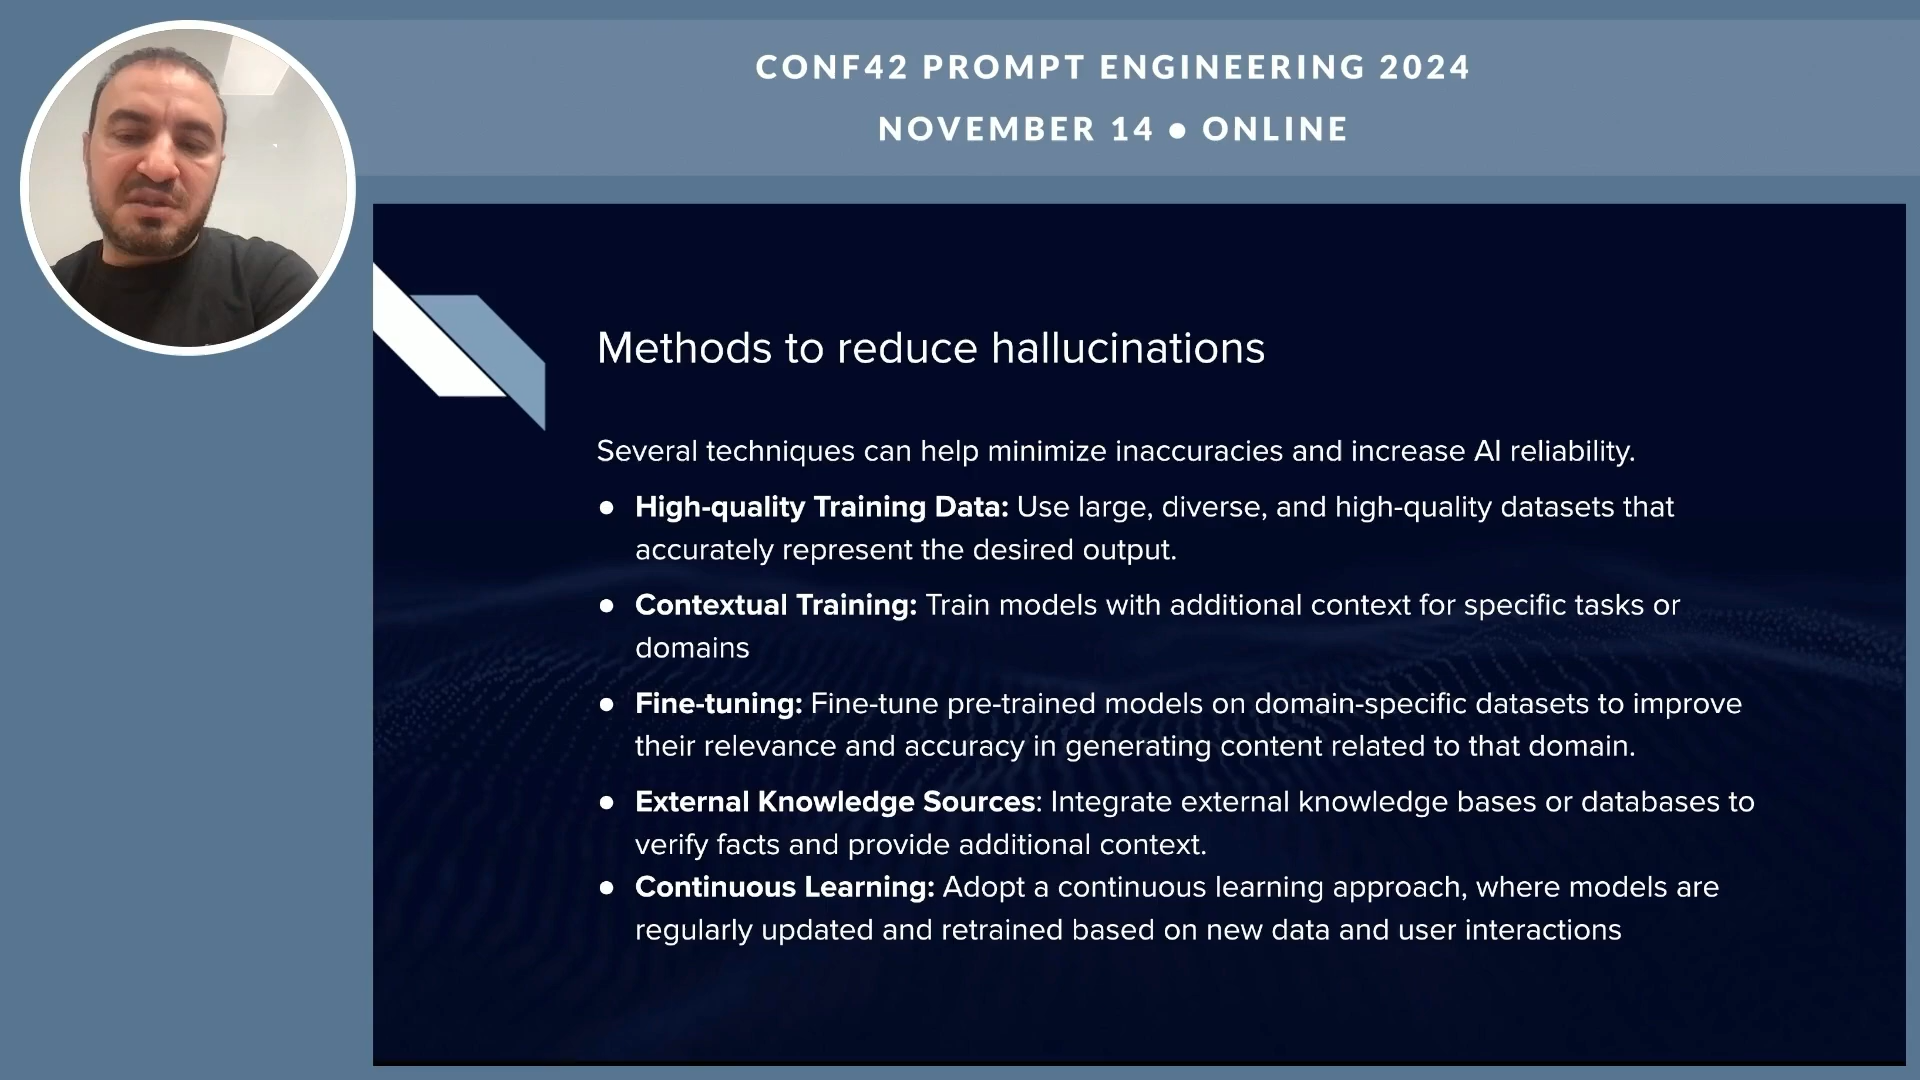 CONF42 PROMPT ENGINEERING 2024
NOVEMBER 14 ● ONLINE
Methods to reduce hallucinations
Several techniques can help minimize inaccuracies and increase AI reliability.
● High-quality Training Data: Use large, diverse, and high-quality datasets that
accurately represent the desired output.
● Contextual Training: Train models with additional context for specific tasks or
domains
● Fine-tuning: Fine-tune pre-trained models on domain-specific datasets to improve
their relevance and accuracy in generating content related to that domain.
● External Knowledge Sources: Integrate external knowledge bases or databases to
verify facts and provide additional context.
● Continuous Learning: Adopt a continuous learning approach, where models are
regularly updated and retrained based on new data and user interactions